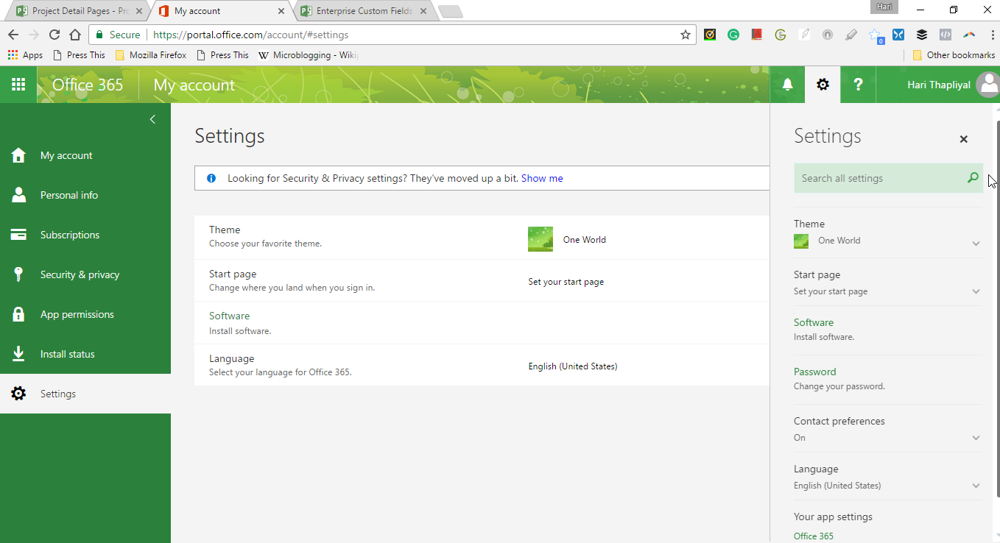 Hari
Project Detail Pages - Pro
My account
Enterprise Custom Fields
Secure
https://portal.office.com/account/#settings
0
Apps
Press This
Mozilla Firefox
Press This
Microblogging - Wiki
Other bookmarks
Office 365
My account
Hari Thapliyal
My account
Personal info
Subscriptions
Security & privacy
App permissions
Install status
Settings
Settings
Looking for Security & Privacy settings? They've moved up a bit. Show me
Theme
Choose your favorite theme.
One World
Start page
Change where you land when you sign in.
Set your start page
Software
Install software.
Language
Select your language for Office 365.
English (United States)
Settings
Search all settings
Theme
One World
Start page
Set your start page
Software
Install software.
Password
Change your password.
Contact preferences
On
Language
English (United States)
Your app settings
Office 365